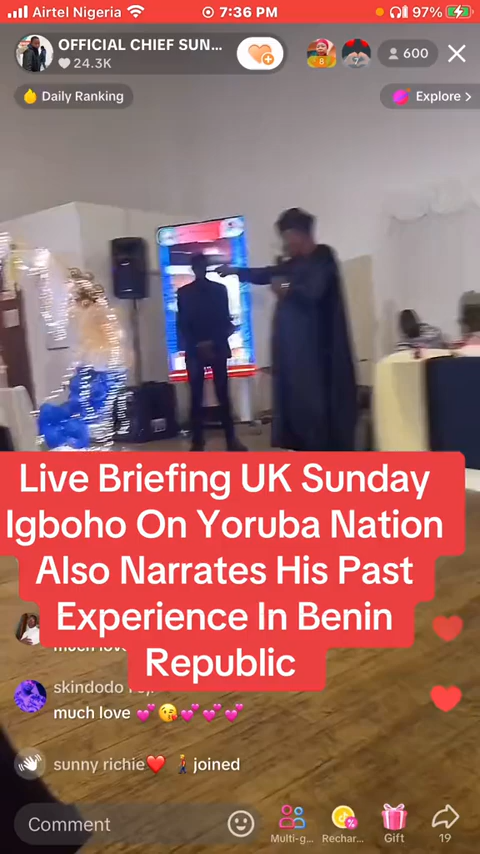 Airtel Nigeria
7:36 PM
97%
OFFICIAL CHIEF SUN...
24.3K
8
7
600
Daily Ranking
Explore >
Live Briefing UK Sunday
Igboho On Yoruba Nation
Also Narrates His Past
Experience In Benin
Republic
much love
skindodo
much love 💕😘💕💕💕
sunny richie❤️ joined
Comment
Multi-g...
Rechar...
Gift
19